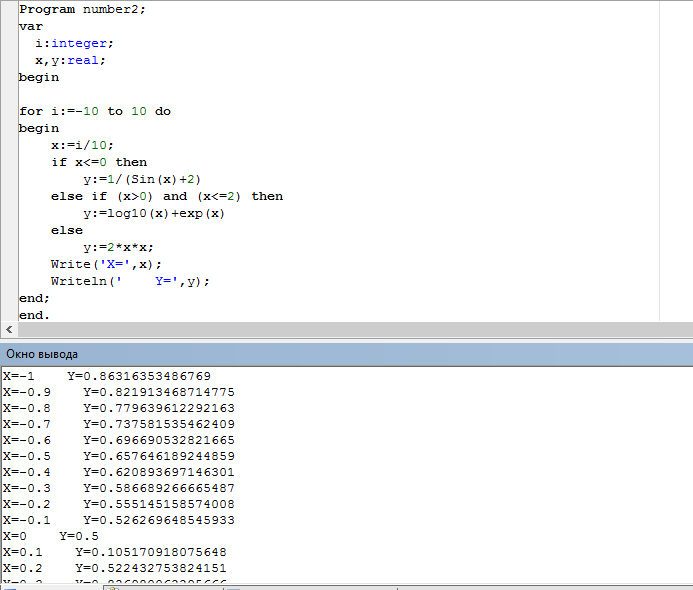 Program number2;
var
  i:integer;
  x,y:real;
begin

for i:=-10 to 10 do
begin
    x:=i/10;
    if x<=0 then
        y:=1/(Sin(x)+2)
    else if (x>0) and (x<=2) then
        y:=log10(x)+exp(x)
    else
        y:=2*x*x;
    Write('X=',x);
    Writeln('    Y=',y);
end;
end.
Окно вывода
X=-1    Y=0.86316353486769
X=-0.9    Y=0.821913468714775
X=-0.8    Y=0.779639612292163
X=-0.7    Y=0.737581535462409
X=-0.6    Y=0.696690532821665
X=-0.5    Y=0.657646189244859
X=-0.4    Y=0.620893697146301
X=-0.3    Y=0.586689266665487
X=-0.2    Y=0.555145158574008
X=-0.1    Y=0.526269648545933
X=0    Y=0.5
X=0.1    Y=0.105170918075648
X=0.2    Y=0.522432753824151